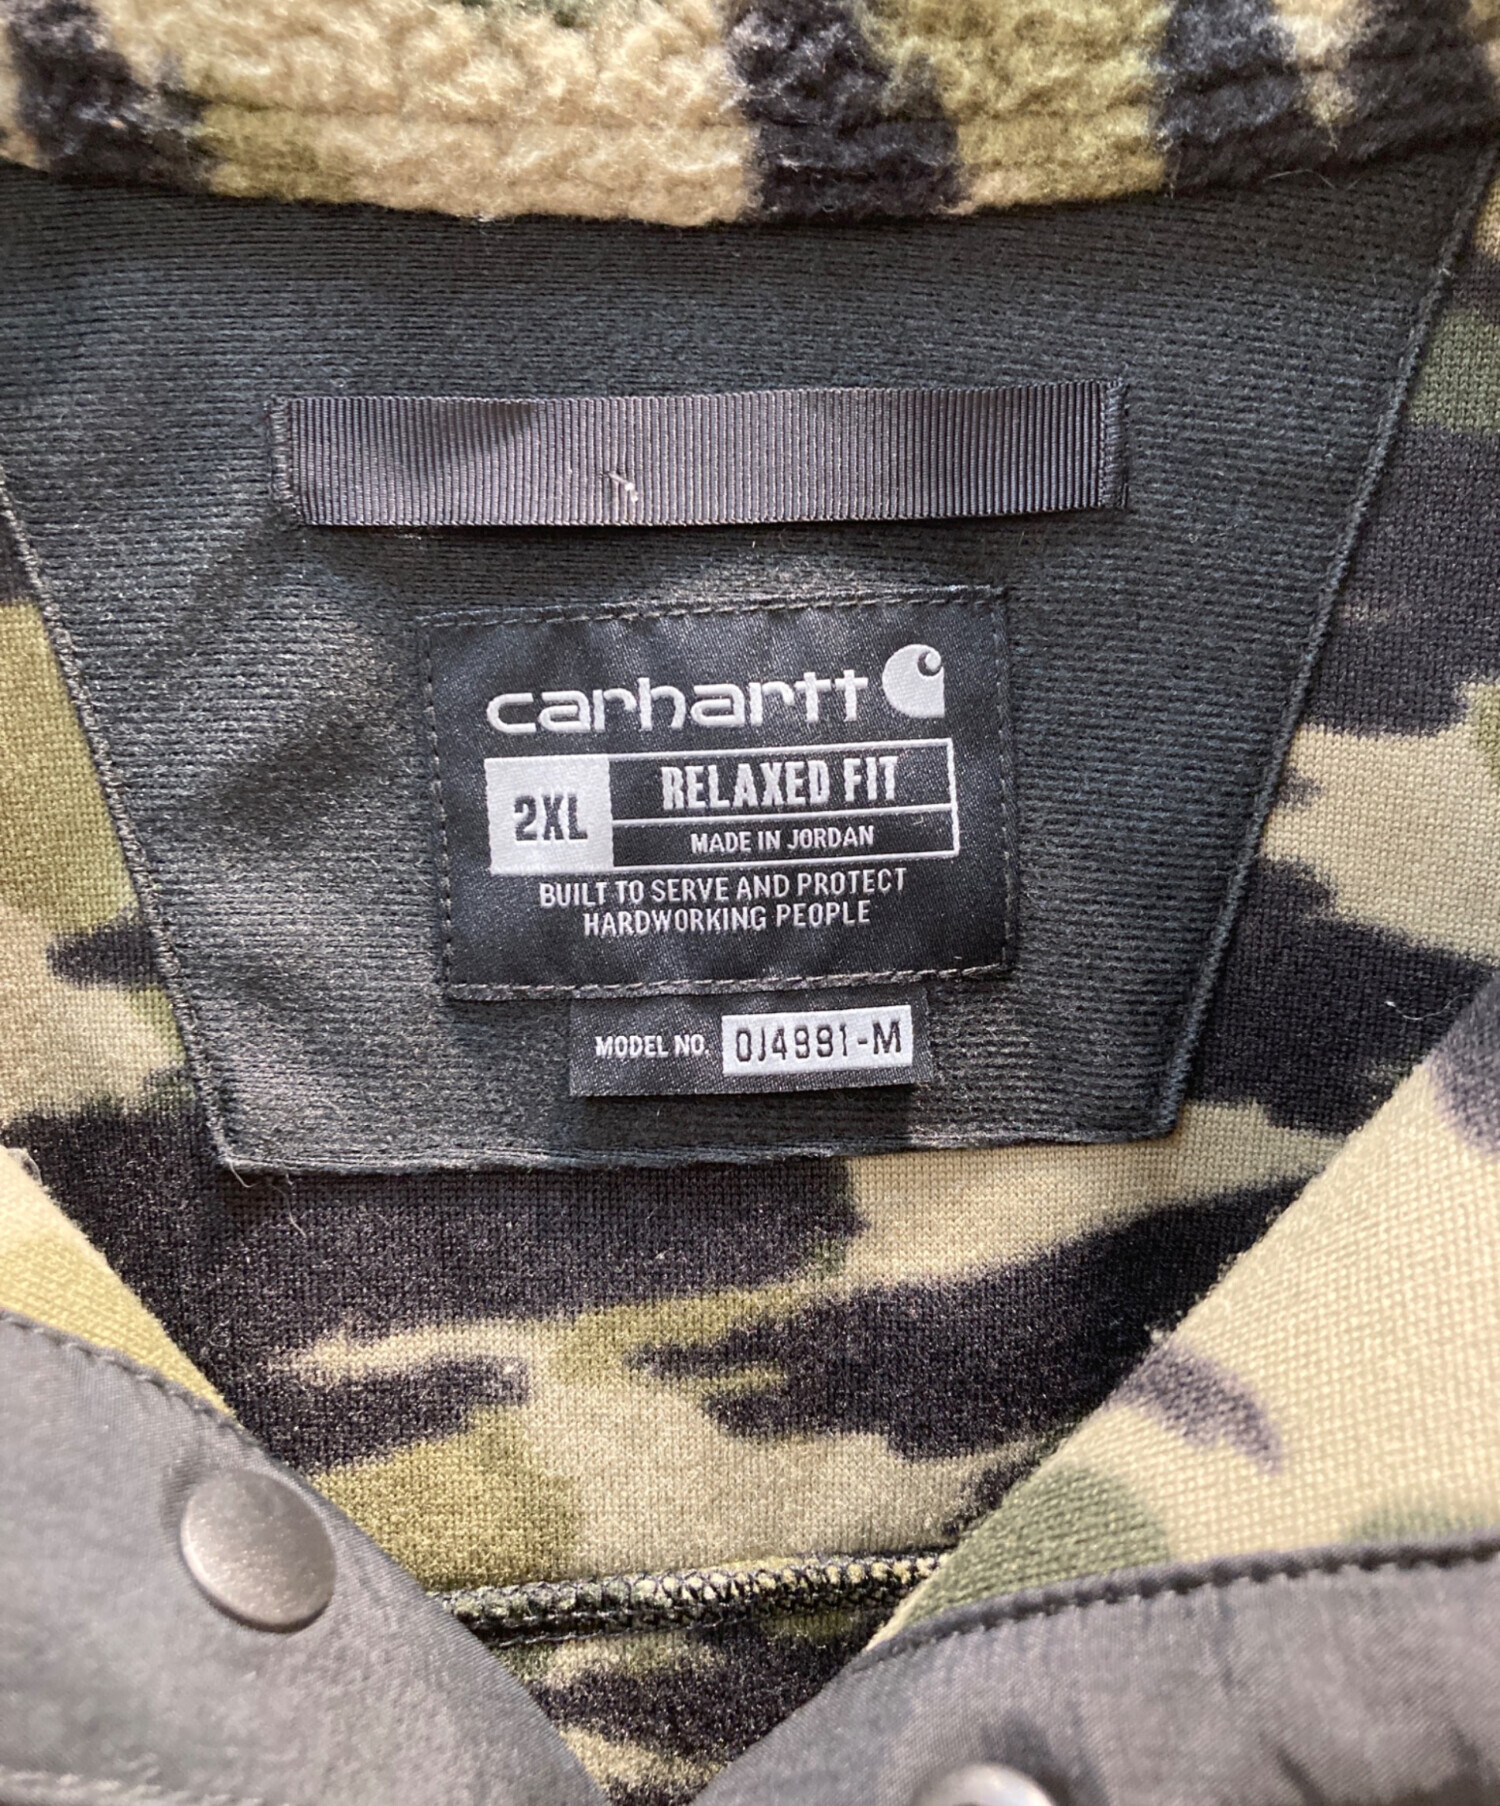 carhartt
2XL
RELAXED FIT
MADE IN JORDAN
BUILT TO SERVE AND PROTECT
HARDWORKING PEOPLE
MODEL NO. OJ4991-M